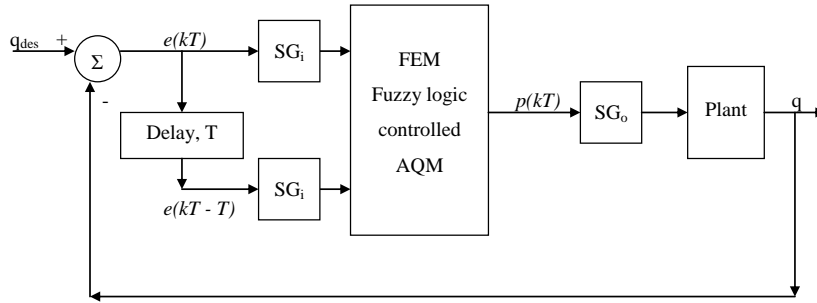 q_des +
Σ
-
e(kT)
SG_i
Delay, T
e(kT - T)
SG_i
FEM
Fuzzy logic
controlled
AQM
p(kT)
SG_o
Plant
q